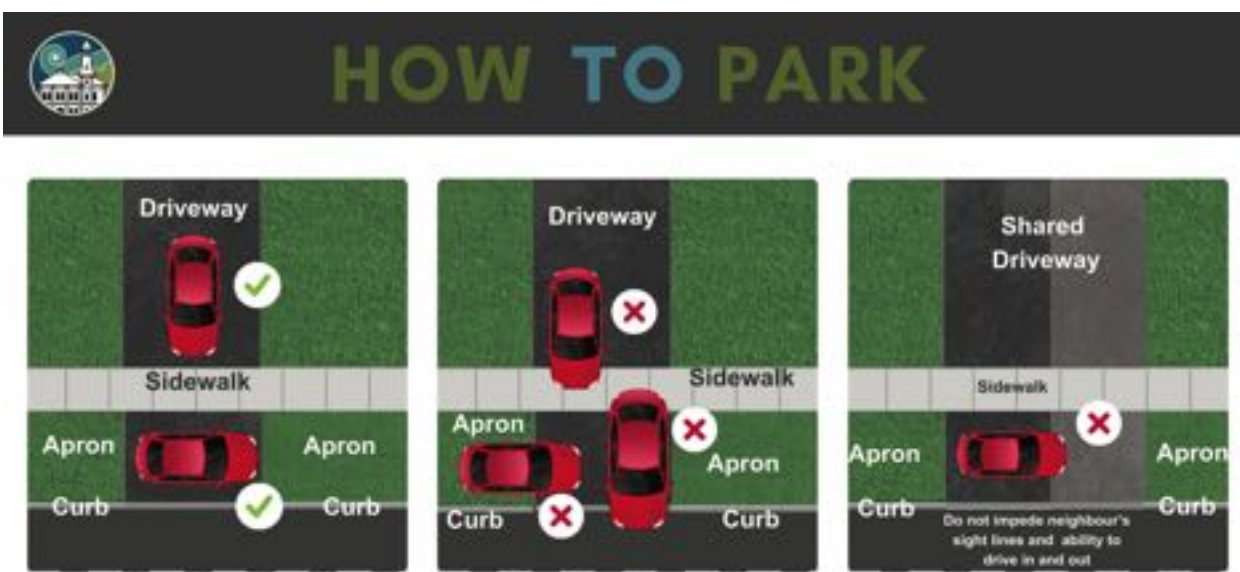 HOW TO PARK
Driveway
Sidewalk
Apron
Apron
Curb
Curb
Driveway
Sidewalk
Apron
Apron
Curb
Curb
Shared
Driveway
Sidewalk
Apron
Apron
Curb
Curb
Do not impede neighbour's
sight lines and ability to
drive in and out